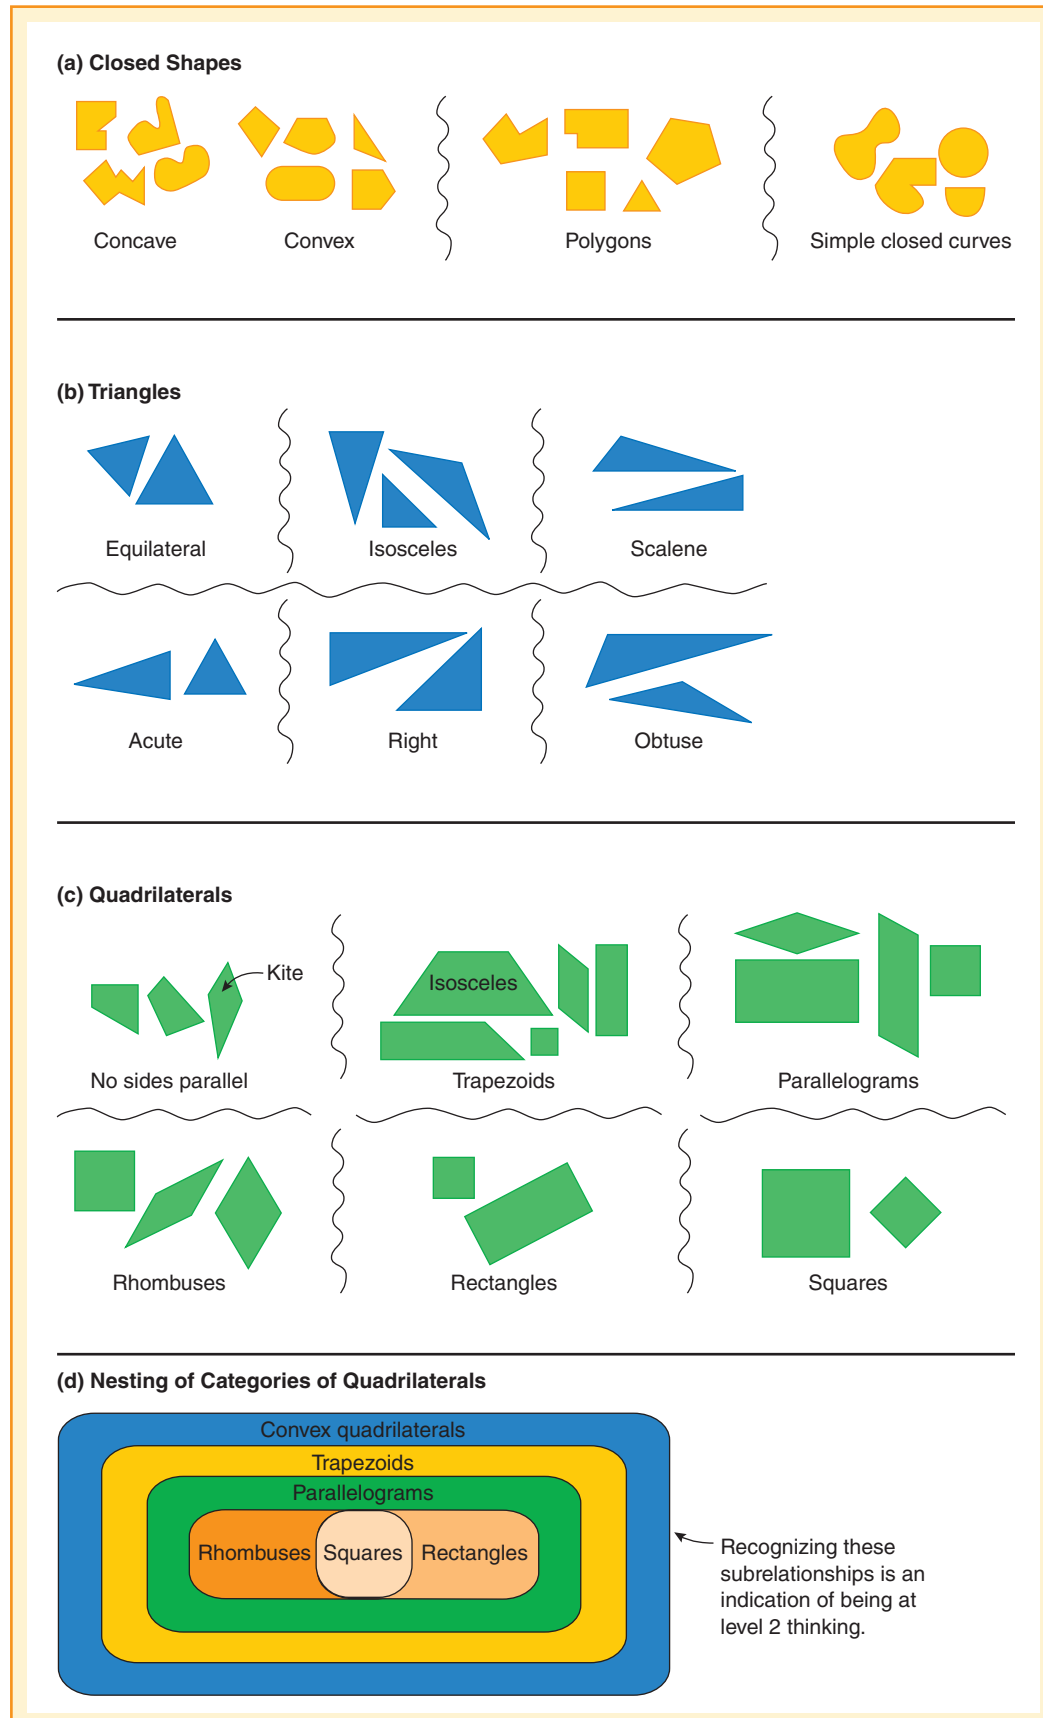 (a) Closed Shapes
Concave
Convex
Polygons
Simple closed curves
(b) Triangles
Equilateral
Isosceles
Scalene
Acute
Right
Obtuse
(c) Quadrilaterals
Kite
Isosceles
No sides parallel
Trapezoids
Parallelograms
Rhombuses
Rectangles
Squares
(d) Nesting of Categories of Quadrilaterals
Convex quadrilaterals
Trapezoids
Parallelograms
Rhombuses
Squares
Rectangles
Recognizing these
subrelationships is an
indication of being at
level 2 thinking.